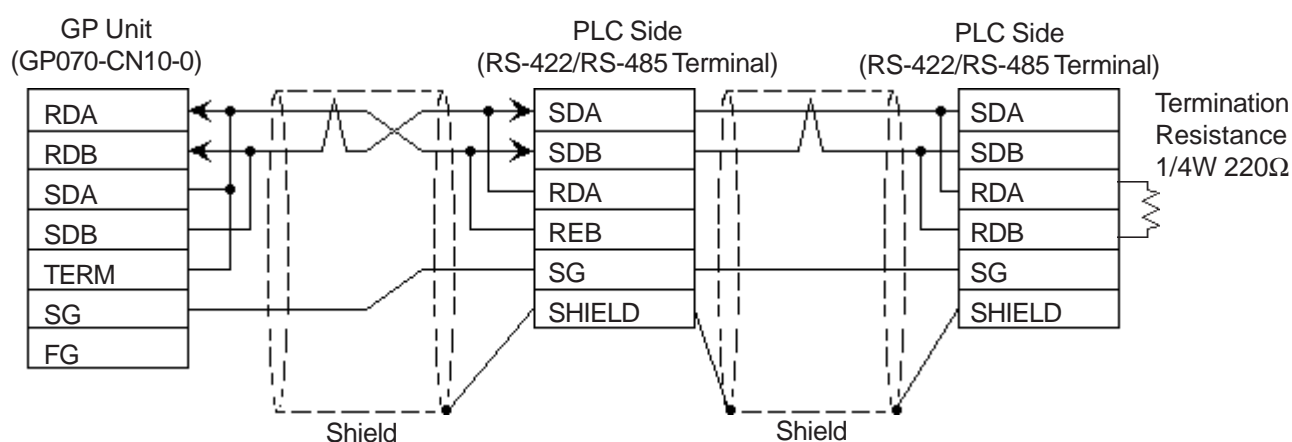 GP Unit
(GP070-CN10-0)
RDA
RDB
SDA
SDB
TERM
SG
FG
Shield
PLC Side
(RS-422/RS-485 Terminal)
SDA
SDB
RDA
REB
SG
SHIELD
Shield
PLC Side
(RS-422/RS-485 Terminal)
SDA
SDB
RDA
RDB
SG
SHIELD
Termination
Resistance
1/4W 220Ω